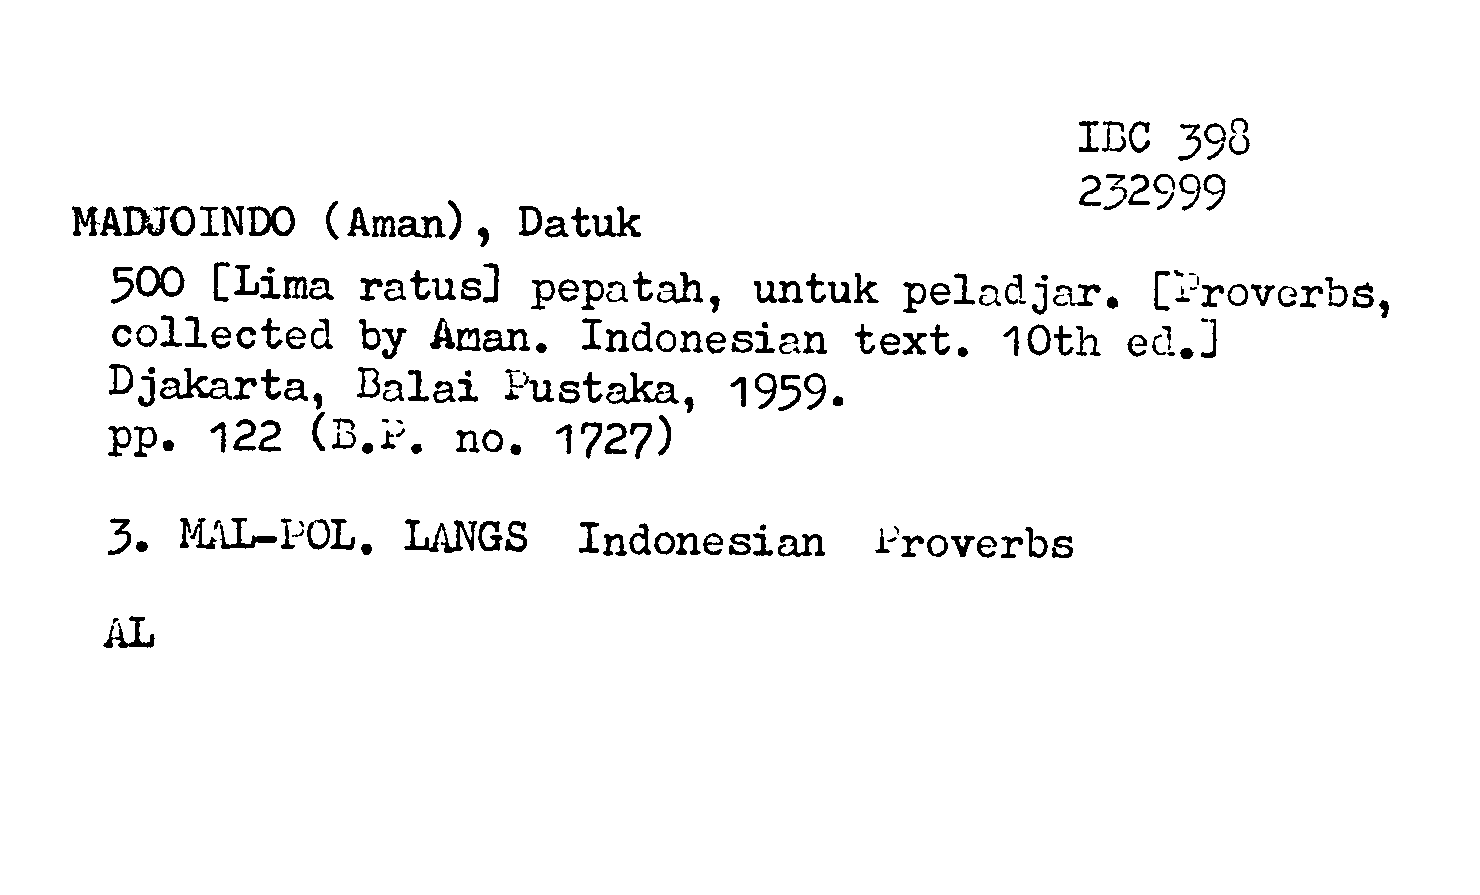 IBC 398
232999
MADJOINDO (Aman), Datuk
500 [Lima ratus] pepatah, untuk peladjar. [Proverbs,
collected by Aman. Indonesian text. 10th ed.]
Djakarta, Balai Pustaka, 1959.
pp. 122 (B.P. no. 1727)
3. MAL-POL. LANGS Indonesian Proverbs
AL